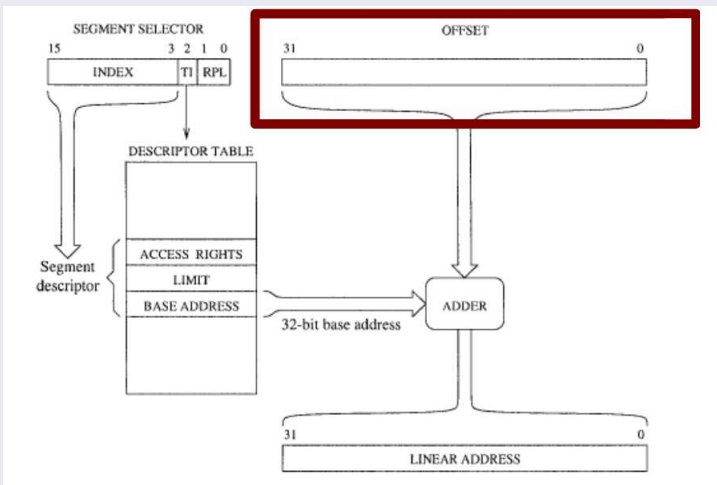 SEGMENT SELECTOR
15 3 2 1 0
INDEX TI RPL
OFFSET
31 0
DESCRIPTOR TABLE
ACCESS RIGHTS
LIMIT
BASE ADDRESS
Segment
descriptor
32-bit base address
ADDER
31 0
LINEAR ADDRESS